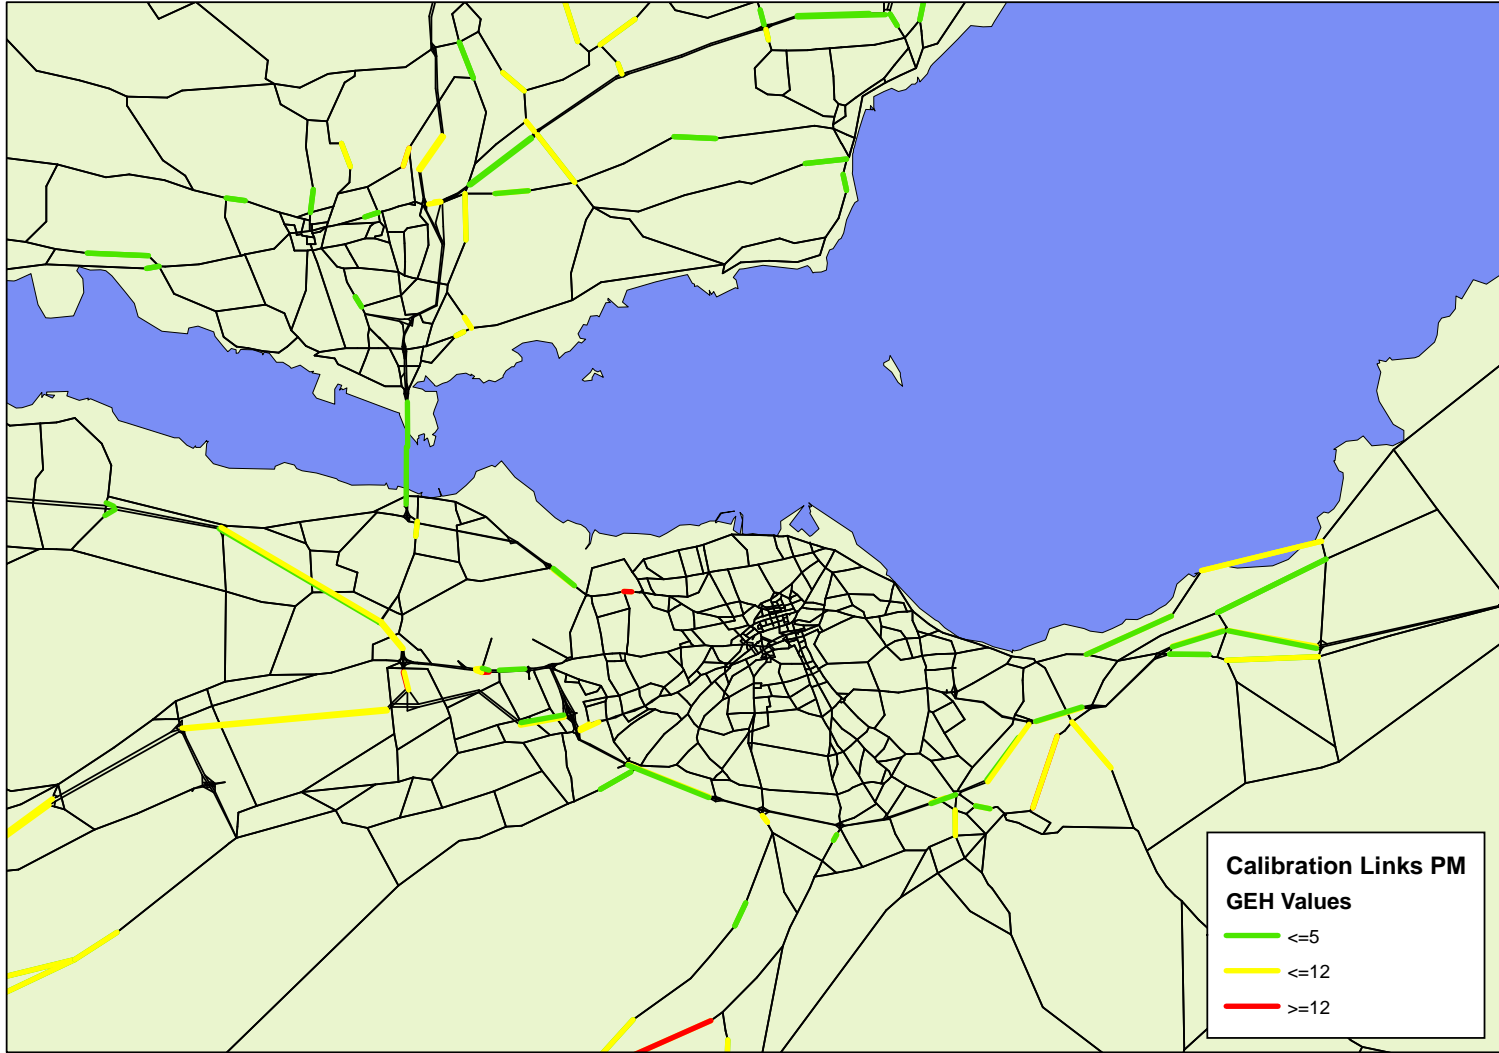 Calibration Links PM
GEH Values
<=5
<=12
>=12